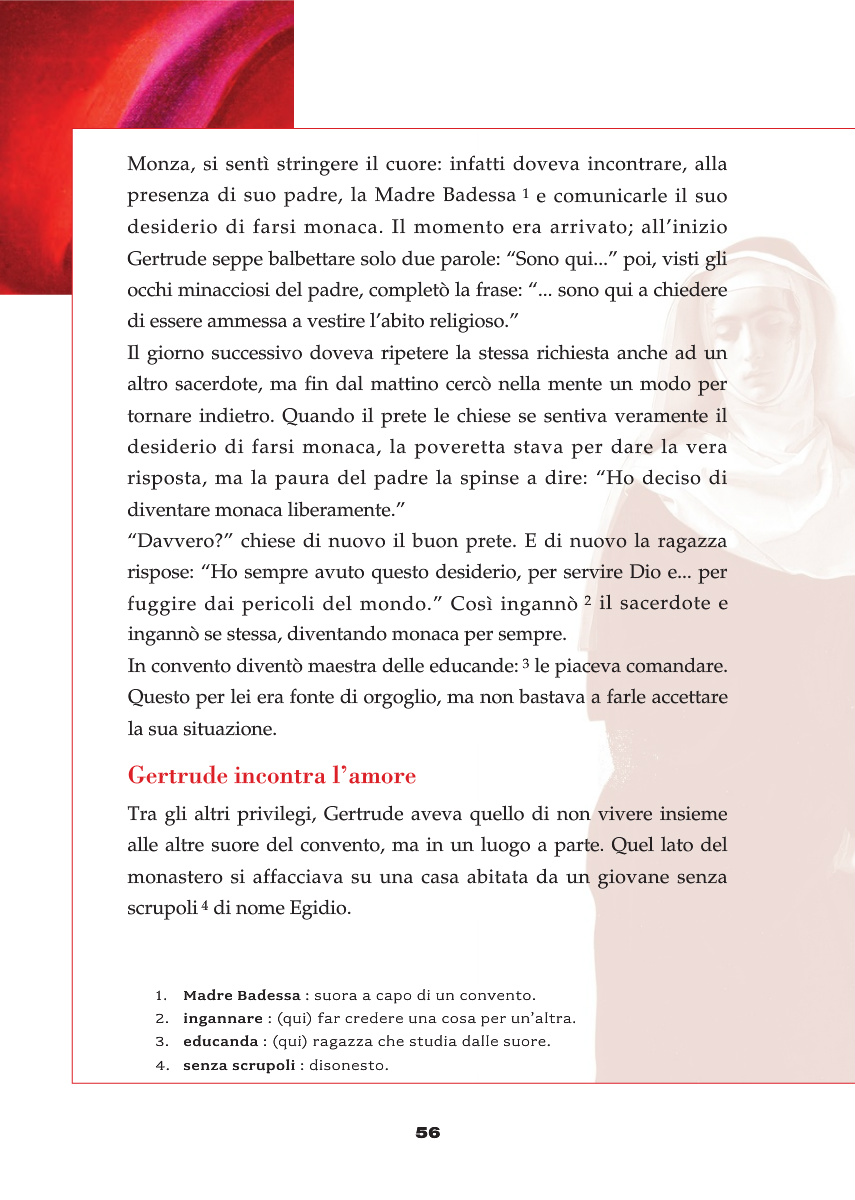 Monza, si sentì stringere il cuore: infatti doveva incontrare, alla
presenza di suo padre, la Madre Badessa 1 e comunicarle il suo
desiderio di farsi monaca. Il momento era arrivato; all’inizio
Gertrude seppe balbettare solo due parole: “Sono qui...” poi, visti gli
occhi minacciosi del padre, completò la frase: “... sono qui a chiedere
di essere ammessa a vestire l’abito religioso.”
Il giorno successivo doveva ripetere la stessa richiesta anche ad un
altro sacerdote, ma fin dal mattino cercò nella mente un modo per
tornare indietro. Quando il prete le chiese se sentiva veramente il
desiderio di farsi monaca, la poveretta stava per dare la vera
risposta, ma la paura del padre la spinse a dire: “Ho deciso di
diventare monaca liberamente.”
“Davvero?” chiese di nuovo il buon prete. E di nuovo la ragazza
rispose: “Ho sempre avuto questo desiderio, per servire Dio e... per
fuggire dai pericoli del mondo.” Così ingannò 2 il sacerdote e
ingannò se stessa, diventando monaca per sempre.
In convento diventò maestra delle educande: 3 le piaceva comandare.
Questo per lei era fonte di orgoglio, ma non bastava a farle accettare
la sua situazione.
Gertrude incontra l’amore
Tra gli altri privilegi, Gertrude aveva quello di non vivere insieme
alle altre suore del convento, ma in un luogo a parte. Quel lato del
monastero si affacciava su una casa abitata da un giovane senza
scrupoli 4 di nome Egidio.
1. Madre Badessa : suora a capo di un convento.
2. ingannare : (qui) far credere una cosa per un’altra.
3. educanda : (qui) ragazza che studia dalle suore.
4. senza scrupoli : disonesto.
56